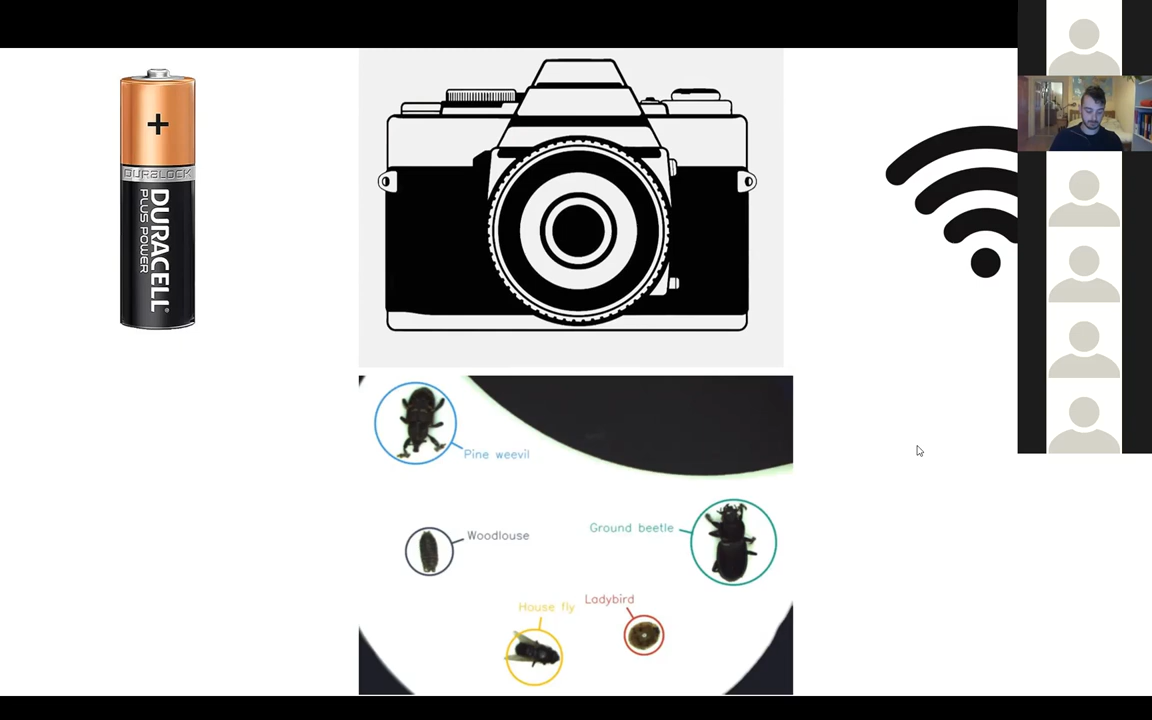 +
DURALOCK
DURACELL®
PLUS POWER
Pine weevil
Woodlouse
Ground beetle
House fly
Ladybird